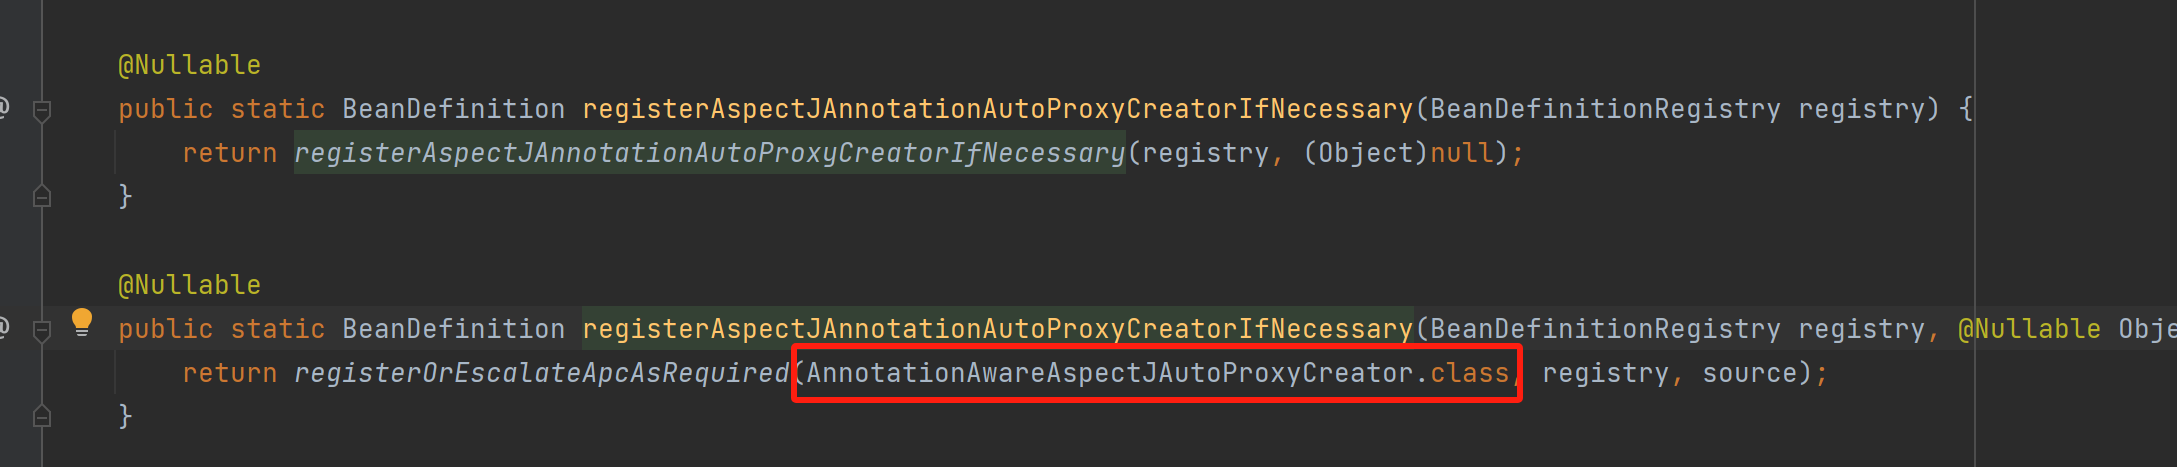 @Nullable
public static BeanDefinition registerAspectJAnnotationAutoProxyCreatorIfNecessary(BeanDefinitionRegistry registry) {
return registerAspectJAnnotationAutoProxyCreatorIfNecessary(registry, (Object)null);
}
@Nullable
public static BeanDefinition registerAspectJAnnotationAutoProxyCreatorIfNecessary(BeanDefinitionRegistry registry, @Nullable Obje
return registerOrEscalateApcAsRequired(AnnotationAwareAspectJAutoProxyCreator.class, registry, source);
}